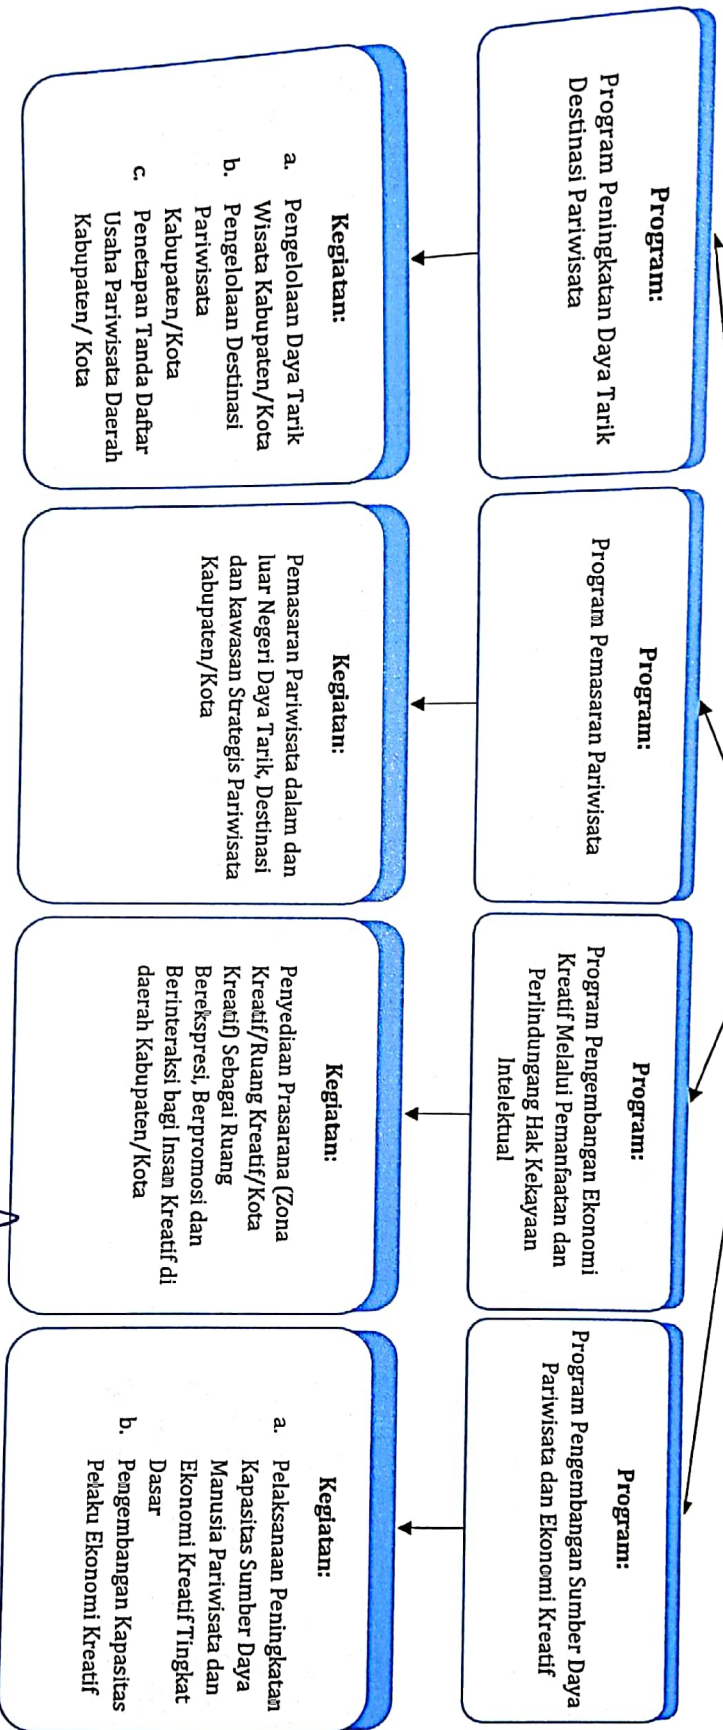 Program:
Program Peningkatan Daya Tarik
Destinasi Pariwisata
Program:
Program Pemasaran Pariwisata
Program:
Program Pengembangan Ekonomi
Kreatif Melalui Pemanfaatan dan
Perlindungang Hak Kekayaan
Intelektual
Program:
Program Pengembangan Sumber Daya
Pariwisata dan Ekonomi Kreatif
Kegiatan:
a. Pengelolaan Daya Tarik
Wisata Kabupaten/Kota
b. Pengelolaan Destinasi
Pariwisata
Kabupaten/Kota
c. Penetapan Tanda Daftar
Usaha Pariwisata Daerah
Kabupaten/ Kota
Kegiatan:
Pemasaran Pariwisata dalam dan
luar Negeri Daya Tarik, Destinasi
dan kawasan Strategis Pariwisata
Kabupaten/Kota
Kegiatan:
Penyediaan Prasarana (Zona
Kreatif/Ruang Kreatif/Kota
Kreatif) Sebagai Ruang
Berekspresi, Berpromosi dan
Berinteraksi bagi Insan Kreatif di
daerah Kabupaten/Kota
Kegiatan:
a. Pelaksanaan Peningkatan
Kapasitas Sumber Daya
Manusia Pariwisata dan
Ekonomi Kreatif Tingkat
Dasar
b. Pengembangan Kapasitas
Pelaku Ekonomi Kreatif